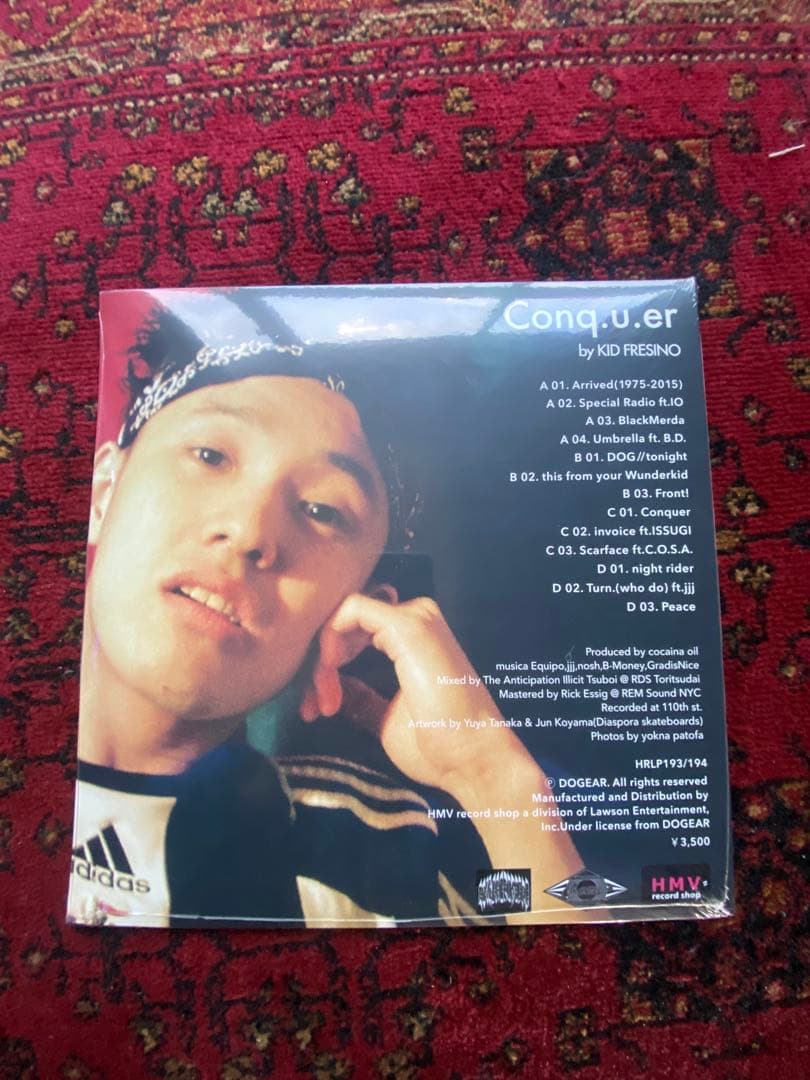 Conq.u.er
by KID FRESINO
A 01. Arrived(1975-2015)
A 02. Special Radio ft.IO
A 03. BlackMerda
A 04. Umbrella ft. B.D.
B 01. DOG//tonight
B 02. this from your Wunderkid
B 03. Front!
C 01. Conquer
C 02. invoice ft.ISSUGI
C 03. Scarface ft.C.O.S.A.
D 01. night rider
D 02. Turn.(who do) ft.jjj
D 03. Peace
Produced by cocaina oil
musica Equipo,jjj,nosh,B-Money,GradisNice
Mixed by The Anticipation Illicit Tsuboi @ RDS Toritsudai
Mastered by Rick Essig @ REM Sound NYC
Recorded at 110th st.
Artwork by Yuya Tanaka & Jun Koyama(Diaspora skateboards)
Photos by yokna patofa
HRLP193/194
Ⓟ DOGEAR. All rights reserved
Manufactured and Distribution by
HMV record shop a division of Lawson Entertainment,
Inc.Under license from DOGEAR
¥3,500
adidas
HMV
record shop